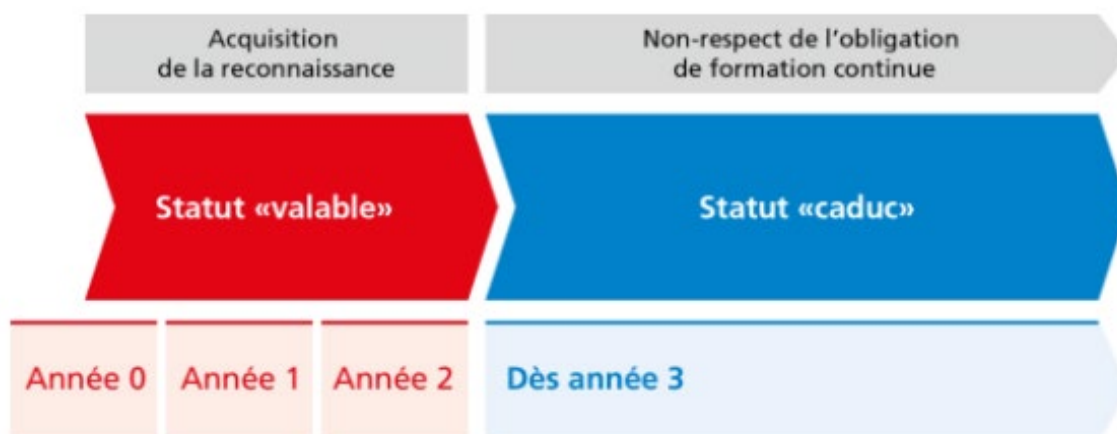 Acquisition
de la reconnaissance
Non-respect de l'obligation
de formation continue
Statut «valable»
Statut «caduc»
Année 0
Année 1
Année 2
Dès année 3